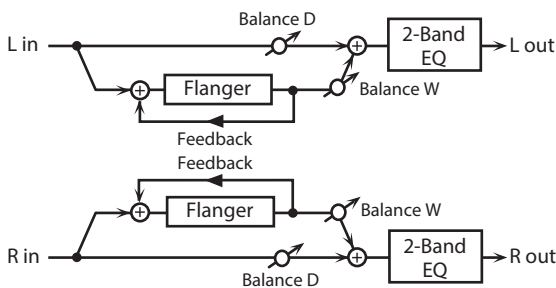 Balance D
L in
2-Band
EQ
L out
Flanger
Balance W
Feedback
Feedback
Flanger
Balance W
R in
2-Band
EQ
R out
Balance D